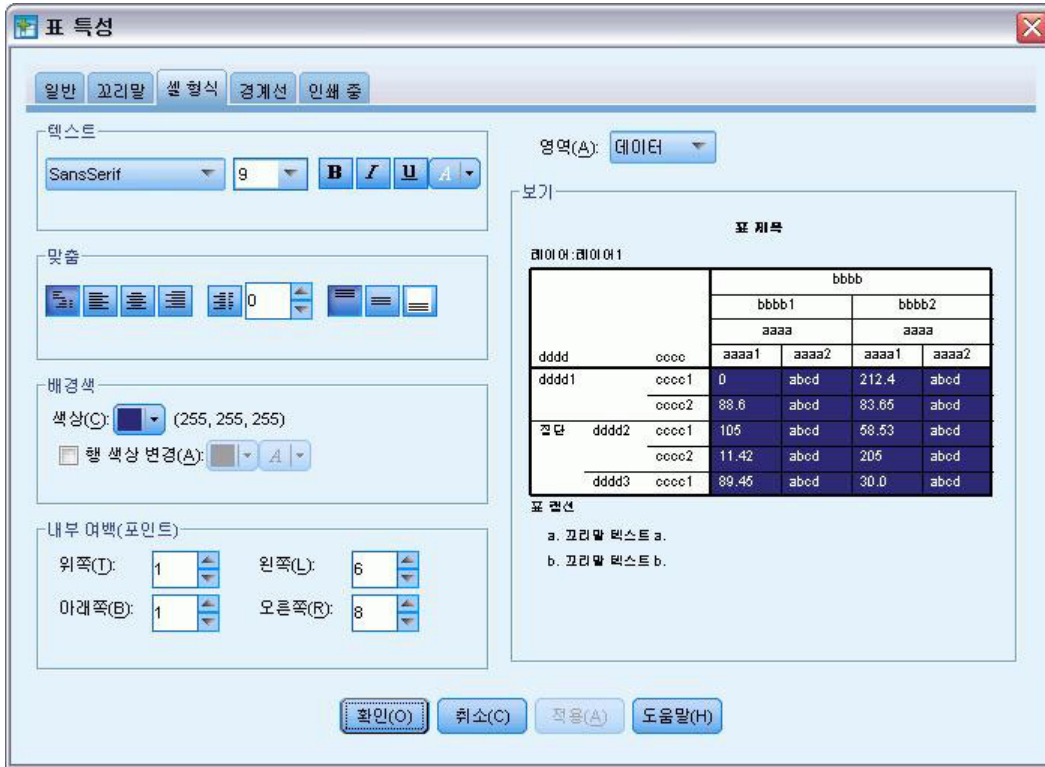 표 특성
일반 꼬리말 셀 형식 경계선 인쇄 중
텍스트
SansSerif 9 B I U A
맞춤
0
배경색
색상(C): (255, 255, 255)
행 색상 변경(A): A
내부 여백(포인트)
위쪽(T): 1 왼쪽(L): 6
아래쪽(B): 1 오른쪽(R): 8
영역(A): 데이터
보기
표 제목
레이어:레이어1
bbbb
bbbb1 bbbb2
aaaa aaaa
dddd cccc aaaa1 aaaa2 aaaa1 aaaa2
dddd1 cccc1 0 abcd 212.4 abcd
cccc2 88.6 abcd 83.65 abcd
집단 dddd2 cccc1 105 abcd 58.53 abcd
cccc2 11.42 abcd 205 abcd
dddd3 cccc1 89.45 abcd 30.0 abcd
표 캡션
a. 꼬리말 텍스트 a.
b. 꼬리말 텍스트 b.
확인(O) 취소(C) 적용(A) 도움말(H)